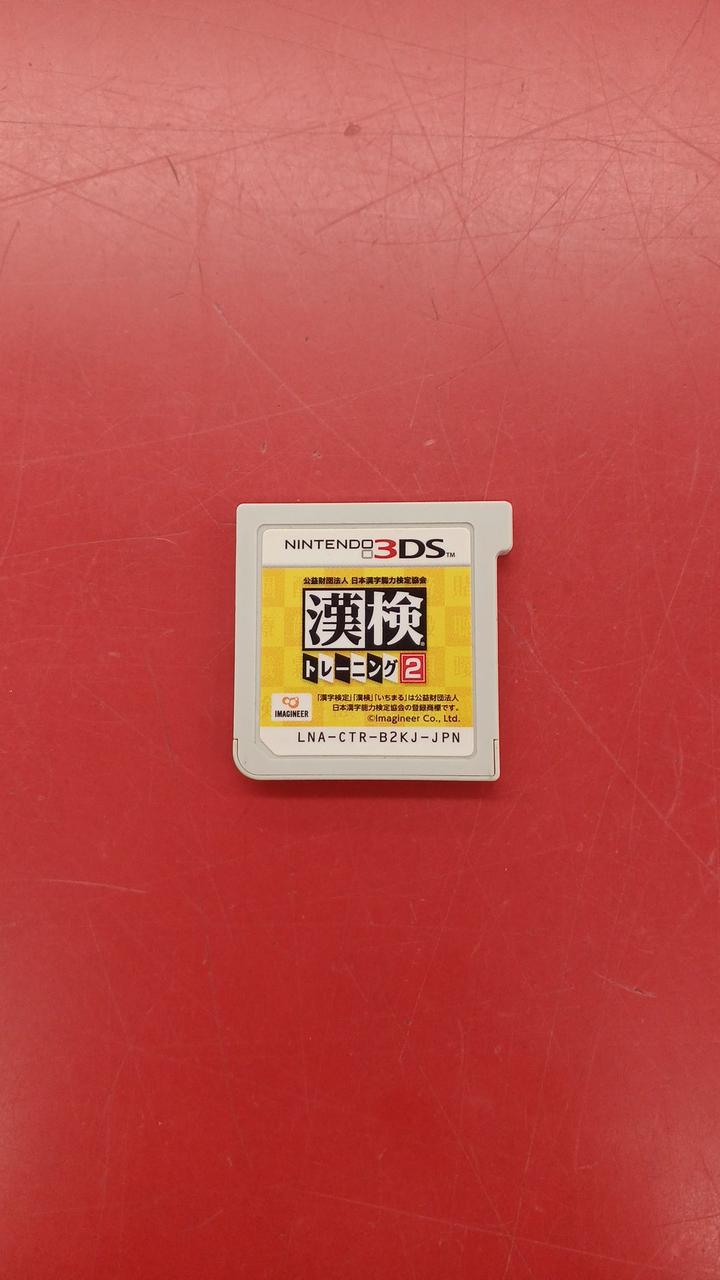 NINTENDO3DS™
公益財団法人 日本漢字能力検定協会
漢検®
トレーニング2
「漢字検定」「漢検」「いちまる」は公益財団法人
日本漢字能力検定協会の登録商標です。
IMAGINEER
©Imagineer Co., Ltd.
LNA-CTR-B2KJ-JPN